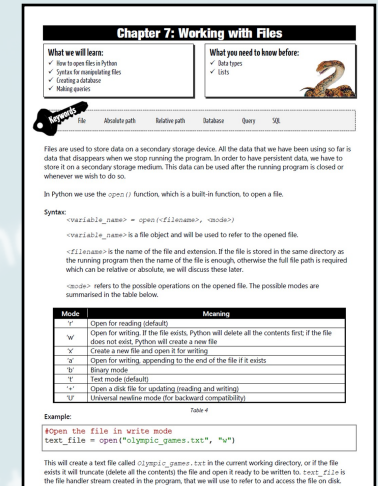 Chapter 7: Working with Files
What we will learn:
✓ How to open files in Python
✓ Syntax for manipulating files
✓ Creating a database
✓ Making queries
What you need to know before:
✓ Data types
✓ Lists
Keywords
File Absolute path Relative path Database Query SQL
Files are used to store data on a secondary storage device. All the data that we have been using so far is
data that disappears when we stop running the program. In order to have persistent data, we have to
store it on a secondary storage medium. This data can be used after the running program is closed or
whenever we wish to do so.
In Python we use the open() function, which is a built-in function, to open a file.
Syntax:
<variable_name> = open(<filename>, <mode>)
<variable_name> is a file object and will be used to refer to the opened file.
<filename> is the name of the file and extension. If the file is stored in the same directory as
the running program then the name of the file is enough, otherwise the full file path is required
which can be relative or absolute, we will discuss these later.
<mode> refers to the possible operations on the opened file. The possible modes are
summarised in the table below.
Mode Meaning
'r' Open for reading (default)
'w' Open for writing. If the file exists, Python will delete all the contents first; if the file
does not exist, Python will create a new file
'x' Create a new file and open it for writing
'a' Open for writing, appending to the end of the file if it exists
'b' Binary mode
't' Text mode (default)
'+' Open a disk file for updating (reading and writing)
'U' Universal newline mode (for backward compatibility)
Table 4
Example:
#Open the file in write mode
text_file = open("olympic_games.txt", "w")
This will create a text file called Olympic_games.txt in the current working directory, or if the file
exists it will truncate (delete all the contents) the file and open it ready to be written to. text_file is
the file handler stream created in the program, that we will use to refer to and access the file on disk.